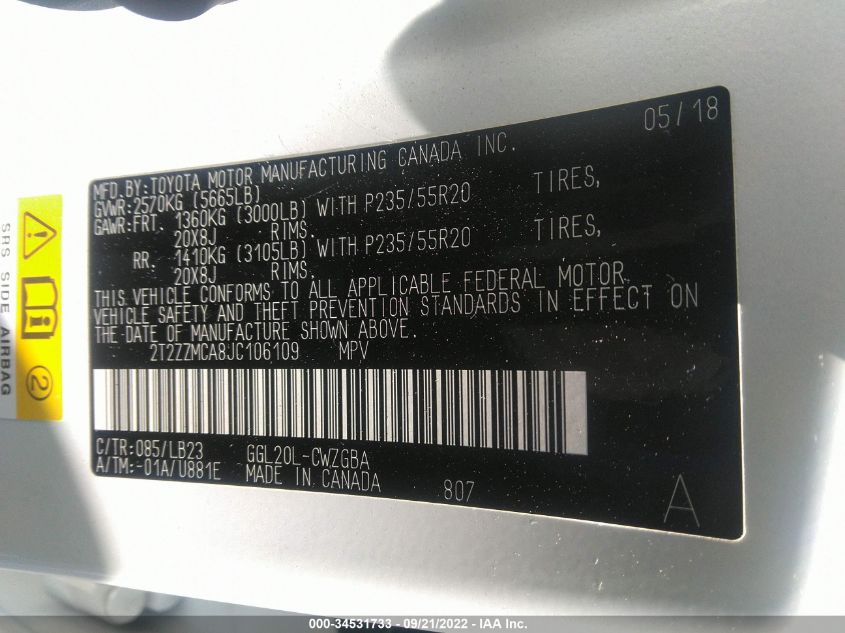 05/18
MFD.BY:TOYOTA MOTOR MANUFACTURING CANADA INC.
GVWR:2570KG (5665LB)
GAWR:FRT. 1360KG (3000LB) WITH P235/55R20 TIRES,
20X8J RIMS.
RR. 1410KG (3105LB) WITH P235/55R20 TIRES,
20X8J RIMS.
THIS VEHICLE CONFORMS TO ALL APPLICABLE FEDERAL MOTOR
VEHICLE SAFETY AND THEFT PREVENTION STANDARDS IN EFFECT ON
THE DATE OF MANUFACTURE SHOWN ABOVE.
2T2ZZMCA8JC106109 MPV
C/TR:085/LB23 GGL20L-CWZGBA
A/TM:-01A/U881E MADE IN CANADA 807
A
SRS SIDE AIRBAG
2
000-34531733 - 09/21/2022 - IAA Inc.